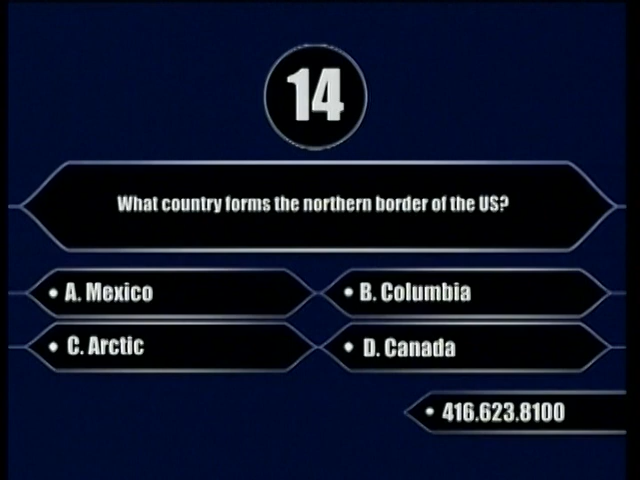 14
What country forms the northern border of the US?
• A. Mexico
• B. Columbia
• C. Arctic
• D. Canada
• 416.623.8100